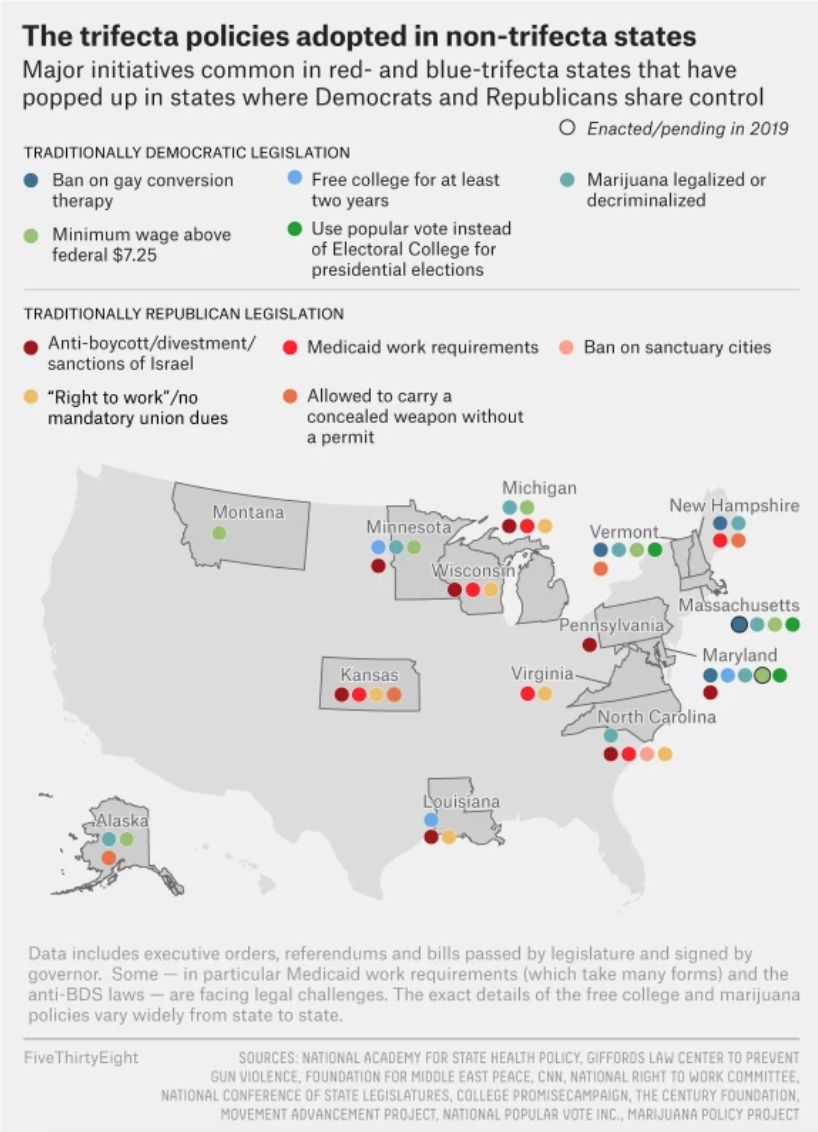 The trifecta policies adopted in non-trifecta states
Major initiatives common in red- and blue-trifecta states that have
popped up in states where Democrats and Republicans share control
Enacted/pending in 2019
TRADITIONALLY DEMOCRATIC LEGISLATION
Ban on gay conversion
therapy
Free college for at least
two years
Marijuana legalized or
decriminalized
Minimum wage above
federal $7.25
Use popular vote instead
of Electoral College for
presidential elections
TRADITIONALLY REPUBLICAN LEGISLATION
Anti-boycott/divestment/
sanctions of Israel
Medicaid work requirements
Ban on sanctuary cities
“Right to work”/no
mandatory union dues
Allowed to carry a
concealed weapon without
a permit
Michigan
Montana
New Hampshire
Minnesota
Vermont
Wisconsin
Massachusetts
Pennsylvania
Maryland
Kansas
Virginia
North Carolina
Louisiana
Alaska
Data includes executive orders, referendums and bills passed by legislature and signed by
governor. Some — in particular Medicaid work requirements (which take many forms) and the
anti-BDS laws — are facing legal challenges. The exact details of the free college and marijuana
policies vary widely from state to state.
FiveThirtyEight
SOURCES: NATIONAL ACADEMY FOR STATE HEALTH POLICY, GIFFORDS LAW CENTER TO PREVENT
GUN VIOLENCE, FOUNDATION FOR MIDDLE EAST PEACE, CNN, NATIONAL RIGHT TO WORK COMMITTEE,
NATIONAL CONFERENCE OF STATE LEGISLATURES, COLLEGE PROMISECAMPAIGN, THE CENTURY FOUNDATION,
MOVEMENT ADVANCEMENT PROJECT, NATIONAL POPULAR VOTE INC., MARIJUANA POLICY PROJECT